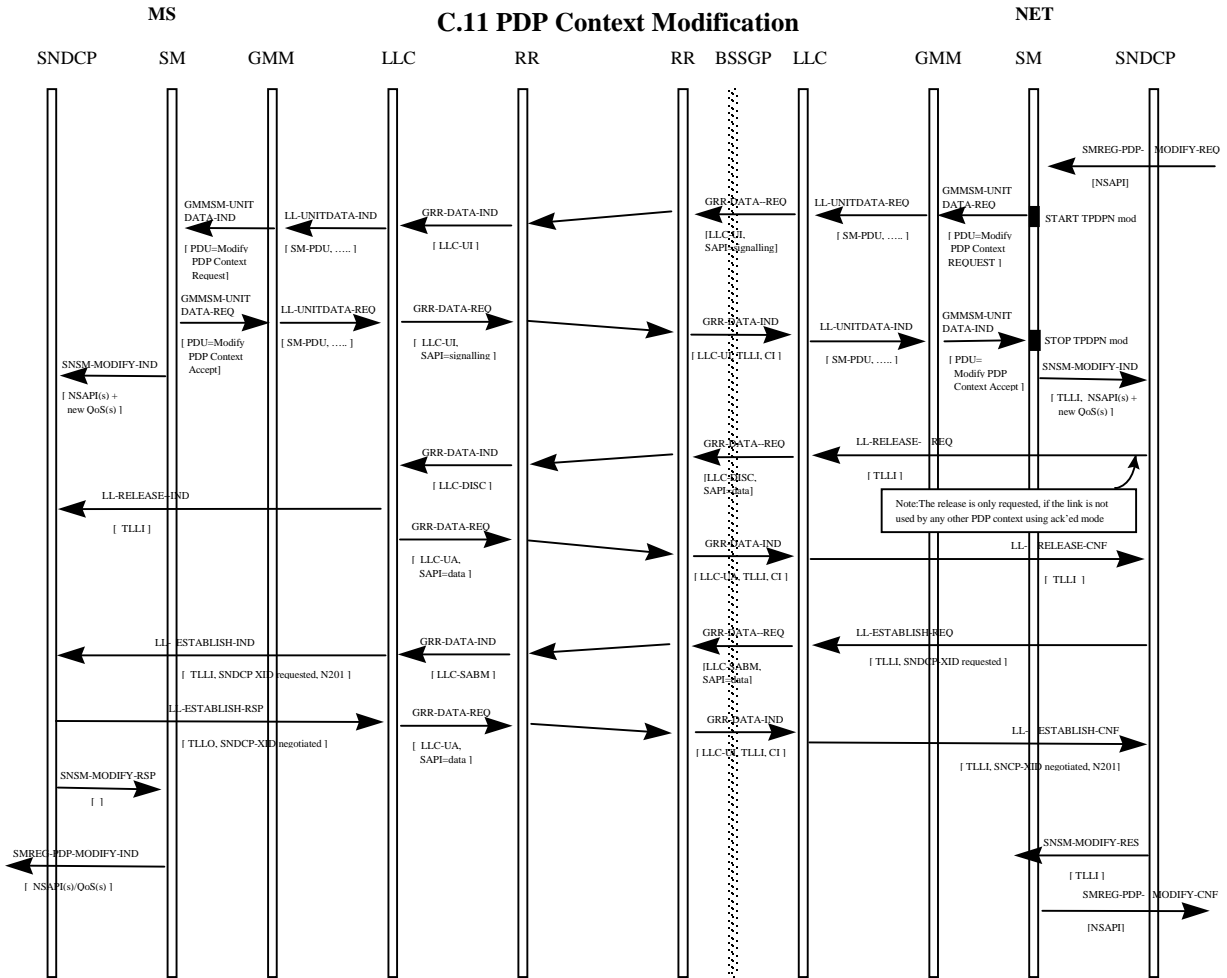 MS
C.11 PDP Context Modification
NET
SNDCP SM GMM LLC RR RR BSSGP LLC GMM SM SNDCP
SMREG-PDP- MODIFY-REQ
[NSAPI]
GMMSM-UNIT
DATA-IND
LL-UNITDATA-IND
GRR-DATA-IND
GRR-DATA--REQ
LL-UNITDATA-REQ
GMMSM-UNIT
DATA-REQ
START TPDPN mod
[ PDU=Modify
PDP Context
Request]
[ SM-PDU, ….. ]
[ LLC-UI ]
[LLC-UI,
SAPI=signalling]
[ SM-PDU, ….. ]
[ PDU=Modify
PDP Context
REQUEST ]
GMMSM-UNIT
DATA-REQ
LL-UNITDATA-REQ
GRR-DATA-REQ
GRR-DATA-IND
LL-UNITDATA-IND
GMMSM-UNIT
DATA-IND
STOP TPDPN mod
[ PDU=Modify
PDP Context
Accept]
[ SM-PDU, ….. ]
[ LLC-UI,
SAPI=signalling]
[ LLC-UI, TLLI, CI ]
[ SM-PDU, ….. ]
[ PDU=
Modify PDP
Context Accept ]
SNSM-MODIFY-IND
[ NSAPI(s) +
new QoS(s) ]
SNSM-MODIFY-IND
[ TLLI, NSAPI(s) +
new QoS(s) ]
GRR-DATA-IND
GRR-DATA--REQ
LL-RELEASE- REQ
[ LLC-DISC ]
[LLC-DISC,
SAPI=data]
[ TLLI ]
Note:The release is only requested, if the link is not
used by any other PDP context using ack’ed mode
LL-RELEASE--IND
[ TLLI ]
GRR-DATA-REQ
GRR-DATA-IND
LL- RELEASE-CNF
[ LLC-UA,
SAPI=data ]
[ LLC-UA, TLLI, CI ]
[ TLLI ]
LL- ESTABLISH-IND
GRR-DATA-IND
GRR-DATA--REQ
LL-ESTABLISH-REQ
[ TLLI, SNDCP XID requested, N201 ]
[ LLC-SABM ]
[LLC-SABM,
SAPI=data]
[ TLLI, SNDCP-XID requested ]
LL-ESTABLISH-RSP
GRR-DATA-REQ
GRR-DATA-IND
LL- ESTABLISH-CNF
[ TLLO, SNDCP-XID negotiated ]
[ LLC-UA,
SAPI=data ]
[ LLC-UI, TLLI, CI ]
[ TLLI, SNCP-XID negotiated, N201]
SNSM-MODIFY-RSP
[ ]
SMREG-PDP-MODIFY-IND
[ NSAPI(s)/QoS(s) ]
SNSM-MODIFY-RES
[ TLLI ]
SMREG-PDP- MODIFY-CNF
[NSAPI]